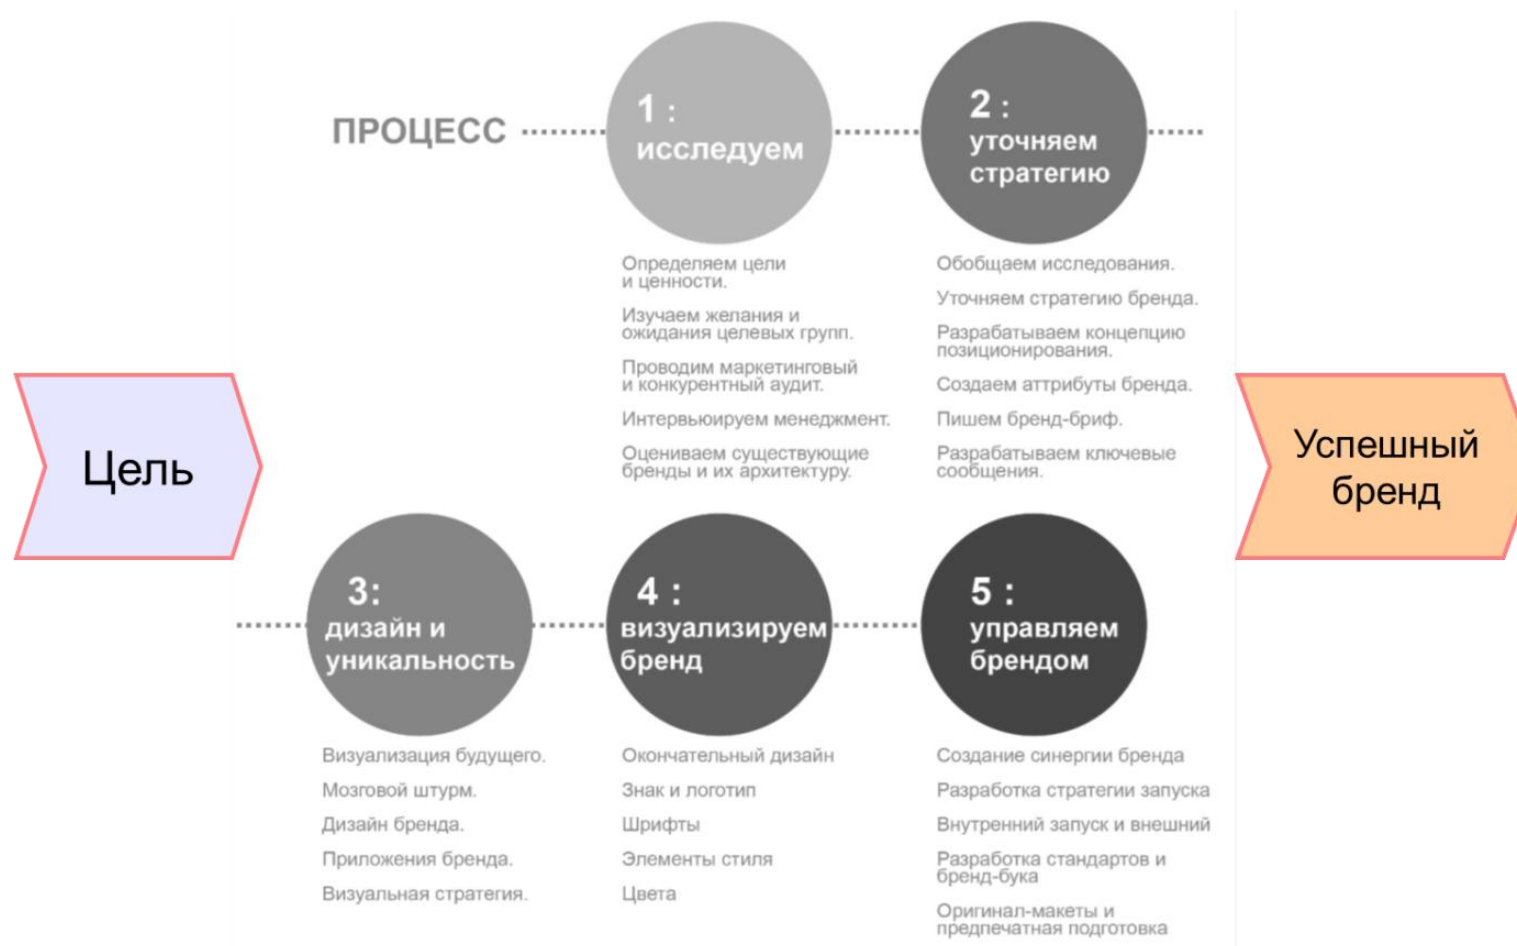 ПРОЦЕСС
1 :
исследуем
Определяем цели
и ценности.
Изучаем желания и
ожидания целевых групп.
Проводим маркетинговый
и конкурентный аудит.
Интервьюируем менеджмент.
Оцениваем существующие
бренды и их архитектуру.
2 :
уточняем
стратегию
Обобщаем исследования.
Уточняем стратегию бренда.
Разрабатываем концепцию
позиционирования.
Создаем аттрибуты бренда.
Пишем бренд-бриф.
Разрабатываем ключевые
сообщения.
Цель
Успешный
бренд
3:
дизайн и
уникальность
Визуализация будущего.
Мозговой штурм.
Дизайн бренда.
Приложения бренда.
Визуальная стратегия.
4 :
визуализируем
бренд
Окончательный дизайн
Знак и логотип
Шрифты
Элементы стиля
Цвета
5 :
управляем
брендом
Создание синергии бренда
Разработка стратегии запуска
Внутренний запуск и внешний
Разработка стандартов и
бренд-бука
Оригинал-макеты и
предпечатная подготовка